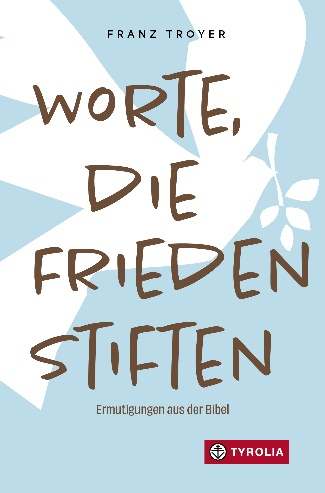 FRANZ TROYER
WORTE,
DIE
FRIEDEN
STIFTEN
Ermutigungen aus der Bibel
TYROLIA